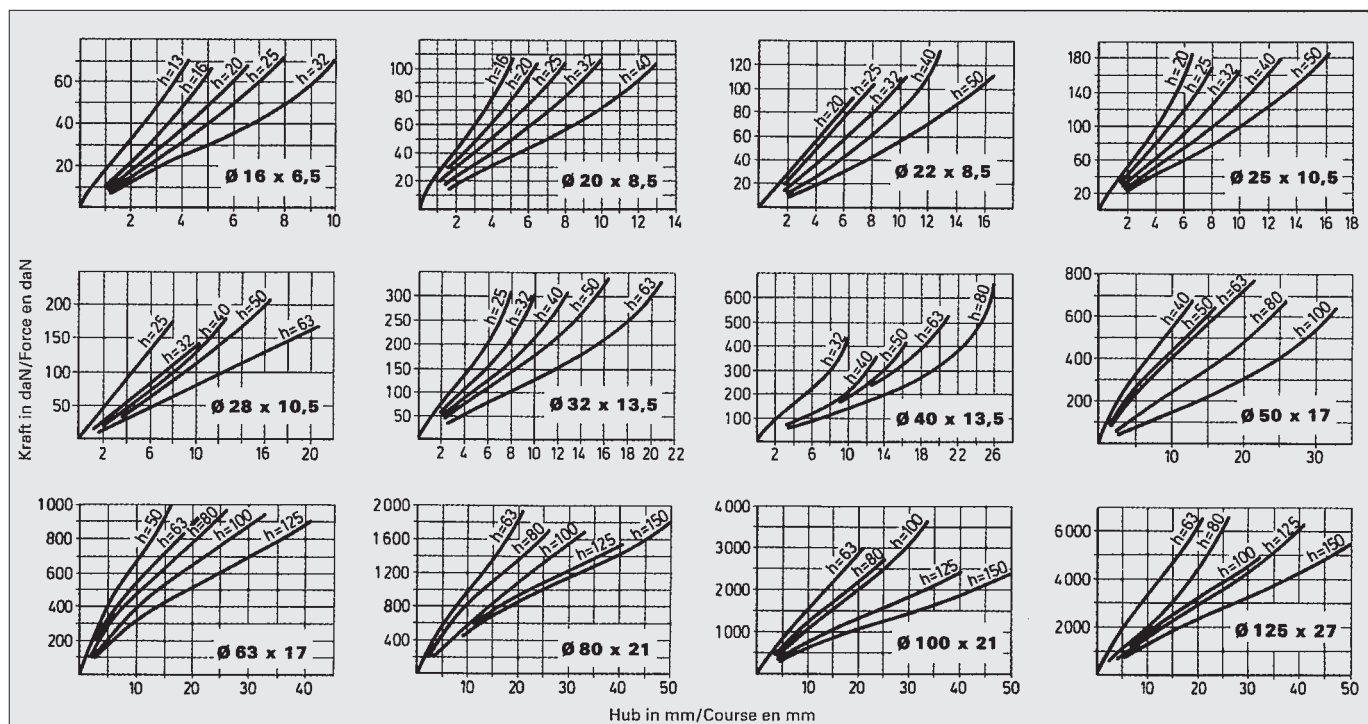 Kraft in daN/Force en daN
60
40
20
h=13
h=16
h=20
h=25
h=32
Ø 16 x 6,5
2 4 6 8 10
100
80
60
40
20
h=16
h=20
h=25
h=32
h=40
Ø 20 x 8,5
2 4 6 8 10 12 14
120
100
80
60
40
20
h=20
h=25
h=32
h=40
h=50
Ø 22 x 8,5
2 4 6 8 10 12 14 16
180
140
100
60
20
h=20
h=25
h=32
h=40
h=50
Ø 25 x 10,5
2 4 6 8 10 12 14 16 18
200
150
100
50
h=25
h=32
h=40
h=50
h=63
Ø 28 x 10,5
2 6 8 12 16 20
300
250
200
150
100
50
h=25
h=32
h=40
h=50
h=63
Ø 32 x 13,5
2 4 6 8 10 12 14 16 18 20 22
600
500
400
300
200
100
h=32
h=40
h=50
h=63
h=80
Ø 40 x 13,5
2 6 10 14 18 22 26
800
600
400
200
h=40
h=50
h=63
h=80
h=100
Ø 50 x 17
10 20 30
1000
800
600
400
200
h=50
h=63
h=80
h=100
h=125
Ø 63 x 17
10 20 30 40
2 000
1600
1200
800
400
h=63
h=80
h=100
h=125
h=150
Ø 80 x 21
10 20 30 40 50
4 000
3000
2000
1000
h=63
h=80
h=100
h=125
h=150
Ø 100 x 21
10 20 30 40 50
6 000
4 000
2000
h=63
h=80
h=100
h=125
h=150
Ø 125 x 27
10 20 30 40 50
Hub in mm/Course en mm